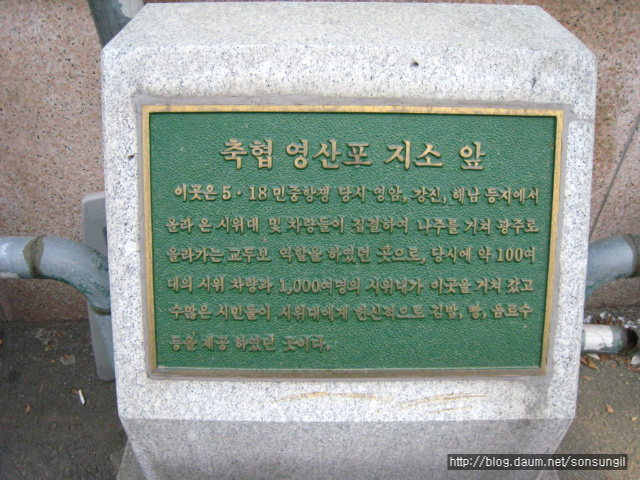 축협 영산포 지소 앞
이곳은 5·18 민중항쟁 당시 영암, 강진, 해남 등지에서
올라 온 시위대 및 차량들이 집결하여 나주를 거쳐 광주로
올라가는 교두보 역할을 하였던 곳으로, 당시에 약 100여
대의 시위 차량과 1,000여명의 시위대가 이곳을 거쳐 갔고
수많은 시민들이 시위대에게 헌신적으로 김밥, 빵, 음료수
등을 제공 하였던 곳이다.
http://blog.daum.net/sonsungil